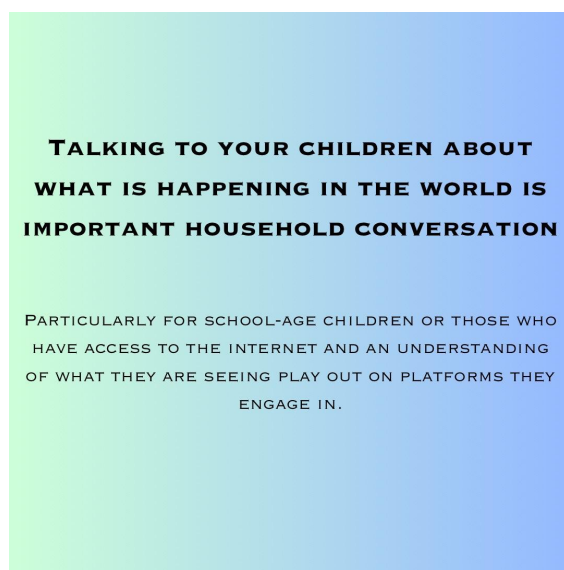 Talking to your children about
what is happening in the world is
important household conversation
Particularly for school-age children or those who
have access to the internet and an understanding
of what they are seeing play out on platforms they
engage in.